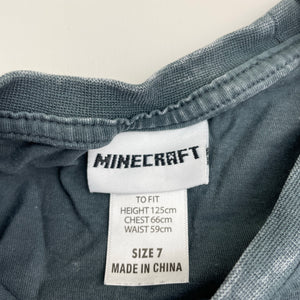 MINECRAFT
TO FIT
HEIGHT 125cm
CHEST 66cm
WAIST 59cm
SIZE 7
MADE IN CHINA